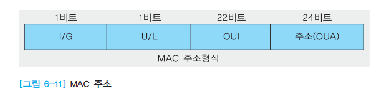 1비트 1비트 22비트 24비트
I/G U/L OUI 주소(OUA)
MAC 주소형식
[그림 6-11] MAC 주소